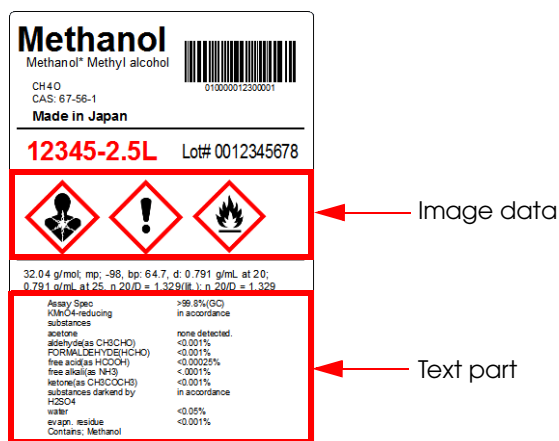 Methanol
Methanol* Methyl alcohol
CH4O
CAS: 67-56-1
Made in Japan
010000012300001
12345-2.5L Lot# 0012345678
Image data
32.04 g/mol; mp; -98, bp: 64.7, d: 0.791 g/mL at 20;
0.791 g/mL at 25, n 20/D = 1.329(lit.); n 20/D = 1.329
Assay Spec >99.8%(GC)
KMnO4-reducing in accordance
substances
acetone none detected.
aldehyde(as CH3CHO) <0.001%
FORMALDEHYDE(HCHO) <0.001%
free acid(as HCOOH) <0.00025%
free alkali(as NH3) <.0001%
ketone(as CH3COCH3) <0.001%
substances darkend by in accordance
H2SO4
water <0.05%
evapn. residue <0.001%
Contains; Methanol
Text part